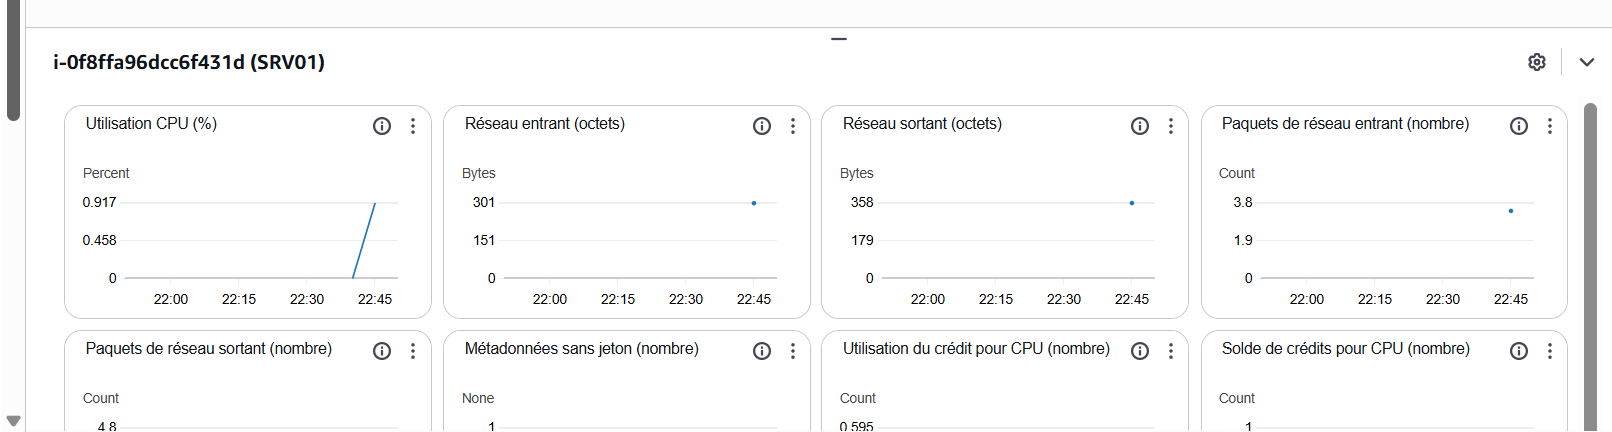 i-0f8ffa96dcc6f431d (SRV01)
Utilisation CPU (%)
Percent
0.917
0.458
0
22:00 22:15 22:30 22:45
Réseau entrant (octets)
Bytes
301
151
0
22:00 22:15 22:30 22:45
Réseau sortant (octets)
Bytes
358
179
0
22:00 22:15 22:30 22:45
Paquets de réseau entrant (nombre)
Count
3.8
1.9
0
22:00 22:15 22:30 22:45
Paquets de réseau sortant (nombre)
Count
4.8
Métadonnées sans jeton (nombre)
None
1
Utilisation du crédit pour CPU (nombre)
Count
0.595
Solde de crédits pour CPU (nombre)
Count
1